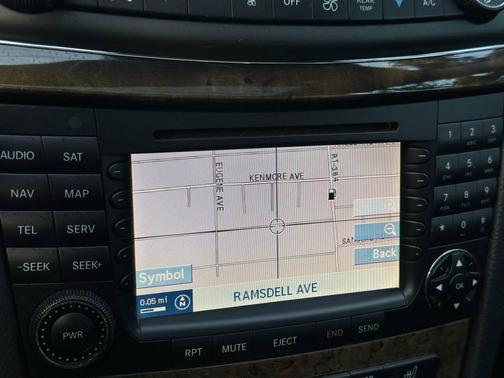 OFF
REAR
TEMP
A/C
AUDIO SAT
NAV MAP
TEL SERV
-SEEK SEEK+
PWR
EUGENE AVE
KENMORE AVE
RT-384
Symbol
Back
0.05 mi
N
RAMSDELL AVE
1 2 3
4 5 6
7 8 9
* 0 #
OK
RPT MUTE EJECT END SEND